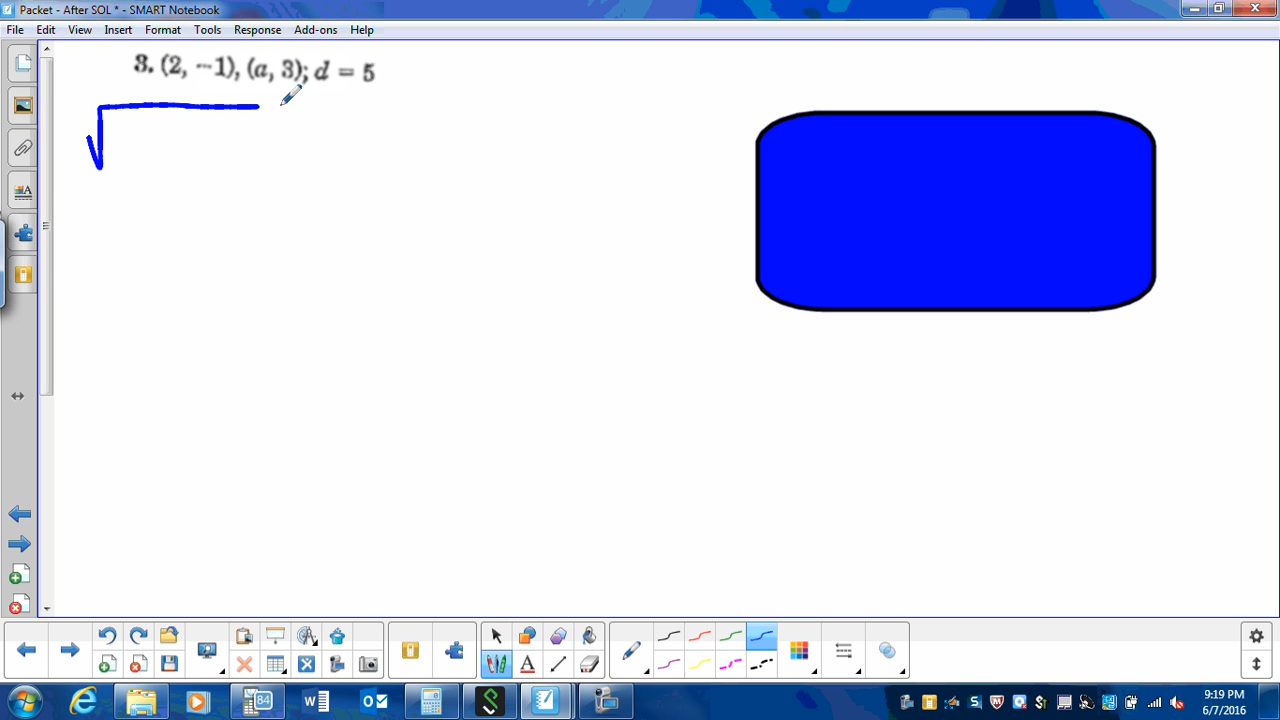 Packet - After SOL * - SMART Notebook
File Edit View Insert Format Tools Response Add-ons Help
3. (2, −1), (a, 3); d = 5
84
9:19 PM
6/7/2016